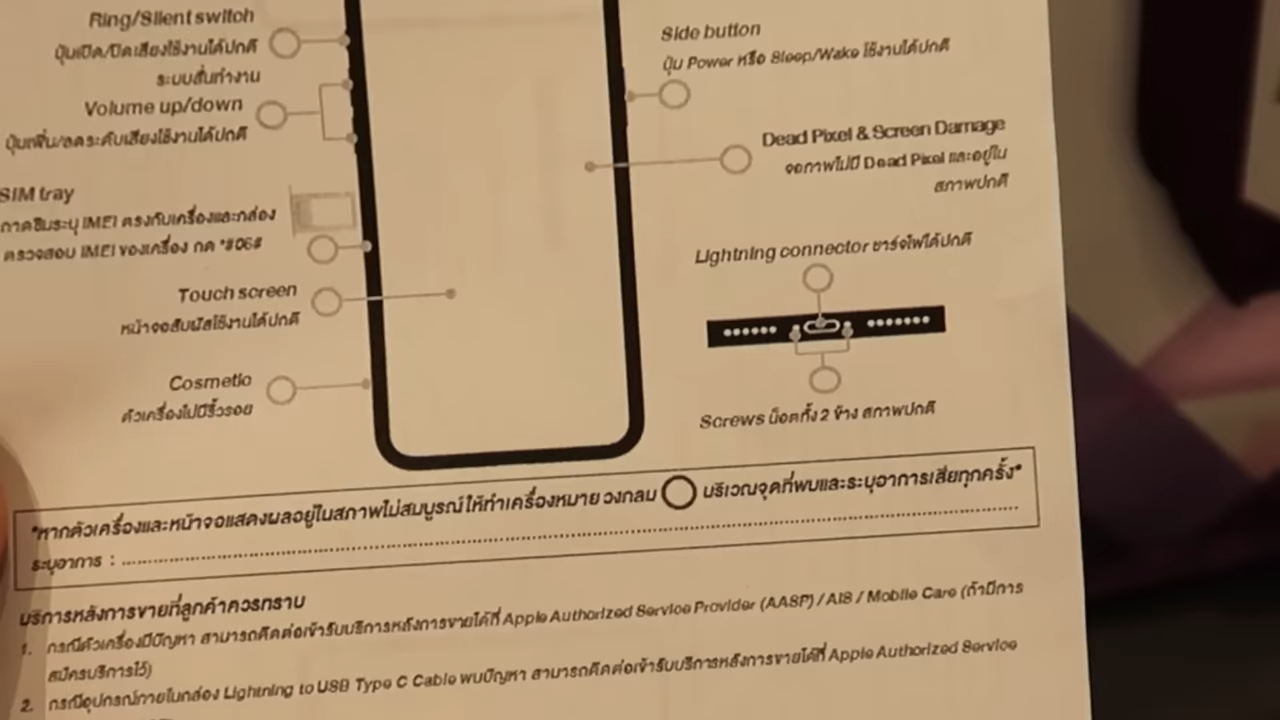 Ring/Silent switch
ปุ่มเปิด/ปิดเสียงใช้งานได้ปกติ
ระบบสั่นทำงาน
Volume up/down
ปุ่มเพิ่ม/ลดระดับเสียงใช้งานได้ปกติ
SIM tray
ถาดซิมระบุ IMEI ตรงกับเครื่องและกล่อง
ตรวจสอบ IMEI ของเครื่อง กด *#06#
Touch screen
หน้าจอสัมผัสใช้งานได้ปกติ
Cosmetic
ตัวเครื่องไม่มีริ้วรอย
Side button
ปุ่ม Power หรือ Sleep/Wake ใช้งานได้ปกติ
Dead Pixel & Screen Damage
จอภาพไม่มี Dead Pixel และอยู่ใน
สภาพปกติ
Lightning connector ชาร์จไฟได้ปกติ
Screws น็อตทั้ง 2 ข้าง สภาพปกติ
*หากตัวเครื่องและหน้าจอแสดงผลอยู่ในสภาพไม่สมบูรณ์ ให้ทำเครื่องหมาย วงกลม บริเวณจุดที่พบและระบุอาการเสียทุกครั้ง*
ระบุอาการ :
บริการหลังการขายที่ลูกค้าควรทราบ
1. กรณีตัวเครื่องมีปัญหา สามารถติดต่อเข้ารับบริการหลังการขายได้ที่ Apple Authorized Service Provider (AASP) / AIS / Mobile Care (ถ้ามีการ
สมัครบริการไว้)
2. กรณีอุปกรณ์ภายในกล่อง Lightning to USB Type C Cable พบปัญหา สามารถติดต่อเข้ารับบริการหลังการขายได้ที่ Apple Authorized Service